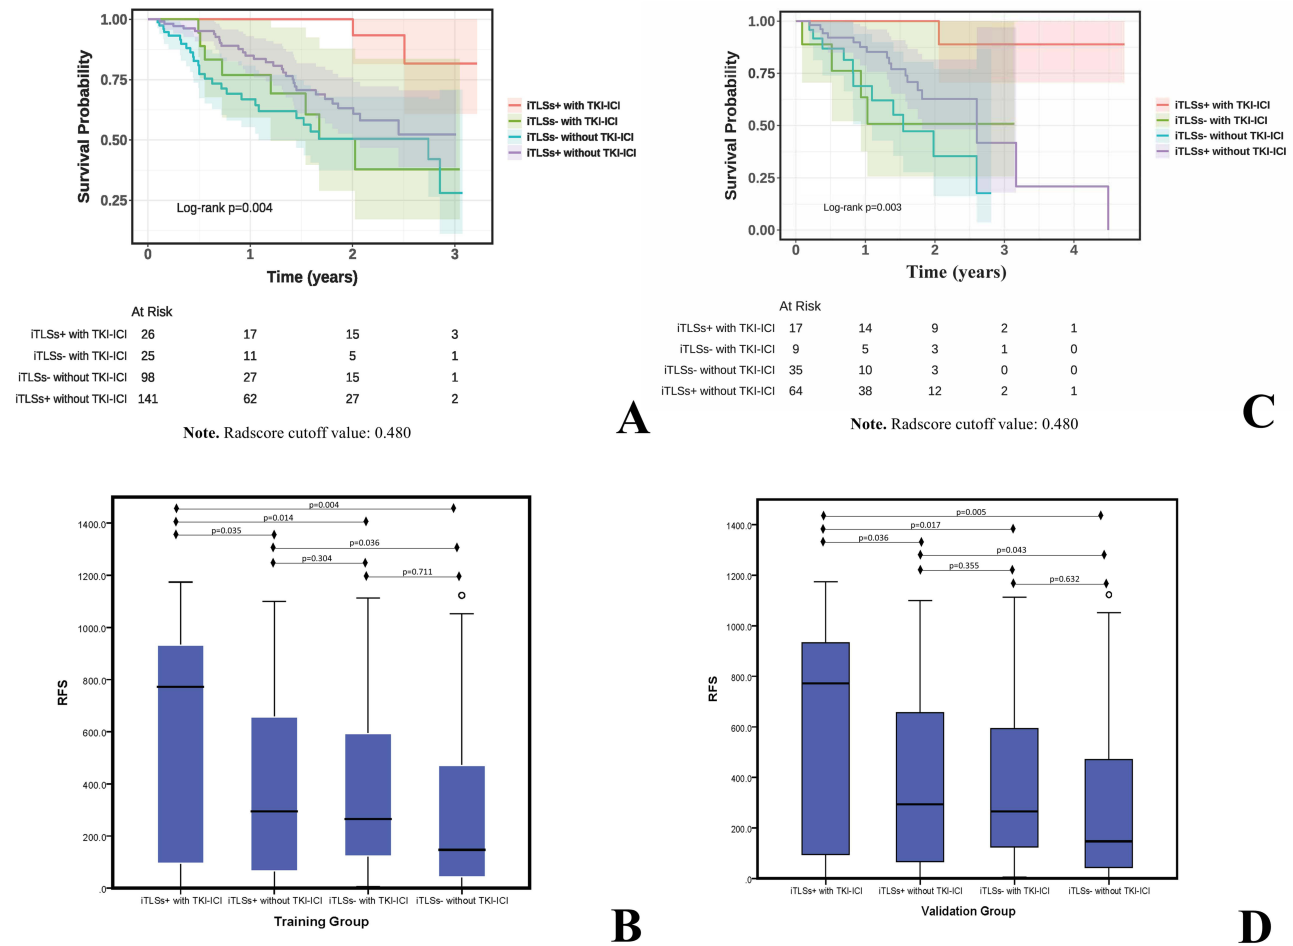 1.00
0.75
0.50
0.25
Survival Probability
Log-rank p=0.004
0 1 2 3
Time (years)
iTLSs+ with TKI-ICI
iTLSs- with TKI-ICI
iTLSs- without TKI-ICI
iTLSs+ without TKI-ICI
At Risk
iTLSs+ with TKI-ICI 26 17 15 3
iTLSs- with TKI-ICI 25 11 5 1
iTLSs- without TKI-ICI 98 27 15 1
iTLSs+ without TKI-ICI 141 62 27 2
Note. Radscore cutoff value: 0.480
A
1.00
0.75
0.50
0.25
0.00
Survival Probability
Log-rank p=0.003
0 1 2 3 4
Time (years)
iTLSs+ with TKI-ICI
iTLSs- with TKI-ICI
iTLSs- without TKI-ICI
iTLSs+ without TKI-ICI
At Risk
iTLSs+ with TKI-ICI 17 14 9 2 1
iTLSs- with TKI-ICI 9 5 3 1 0
iTLSs- without TKI-ICI 35 10 3 0 0
iTLSs+ without TKI-ICI 64 38 12 2 1
Note. Radscore cutoff value: 0.480
C
p=0.004
p=0.014
p=0.035
p=0.036
p=0.304
p=0.711
1400.0
1200.0
1000.0
800.0
600.0
400.0
200.0
.0
RFS
iTLSs+ with TKI-ICI iTLSs+ without TKI-ICI iTLSs- with TKI-ICI iTLSs- without TKI-ICI
Training Group
B
p=0.005
p=0.017
p=0.036
p=0.043
p=0.355
p=0.632
1400.0
1200.0
1000.0
800.0
600.0
400.0
200.0
.0
RFS
iTLSs+ with TKI-ICI iTLSs+ without TKI-ICI iTLSs- with TKI-ICI iTLSs- without TKI-ICI
Validation Group
D